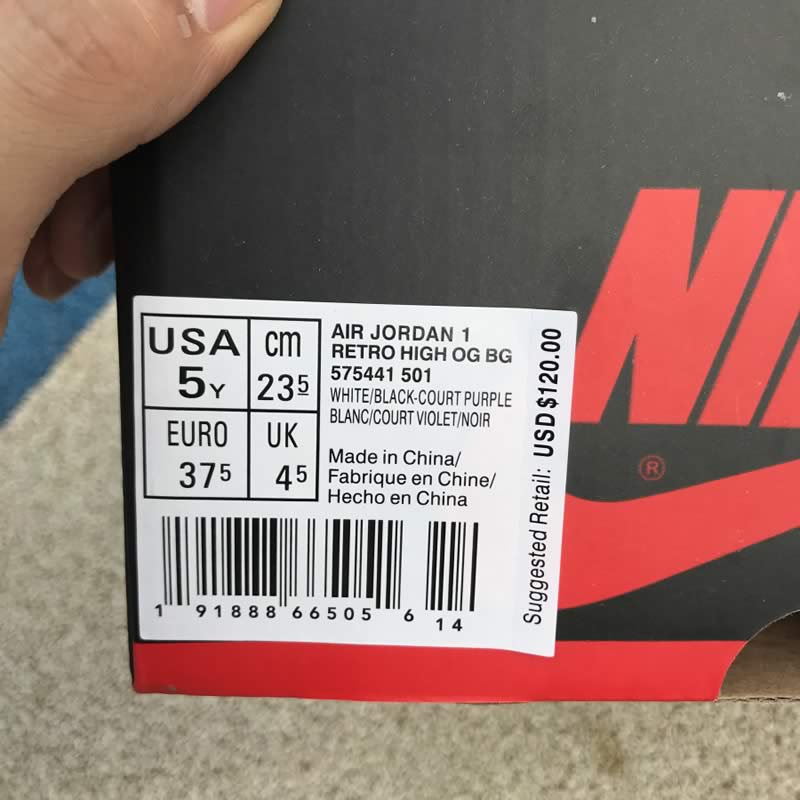 USA
5Y
cm
23 5
EURO
37 5
UK
4 5
AIR JORDAN 1
RETRO HIGH OG BG
575441 501
WHITE/BLACK-COURT PURPLE
BLANC/COURT VIOLET/NOIR
Made in China/
Fabrique en Chine/
Hecho en China
Suggested Retail: USD $120.00
1 91888 66505 6 14
NI
®